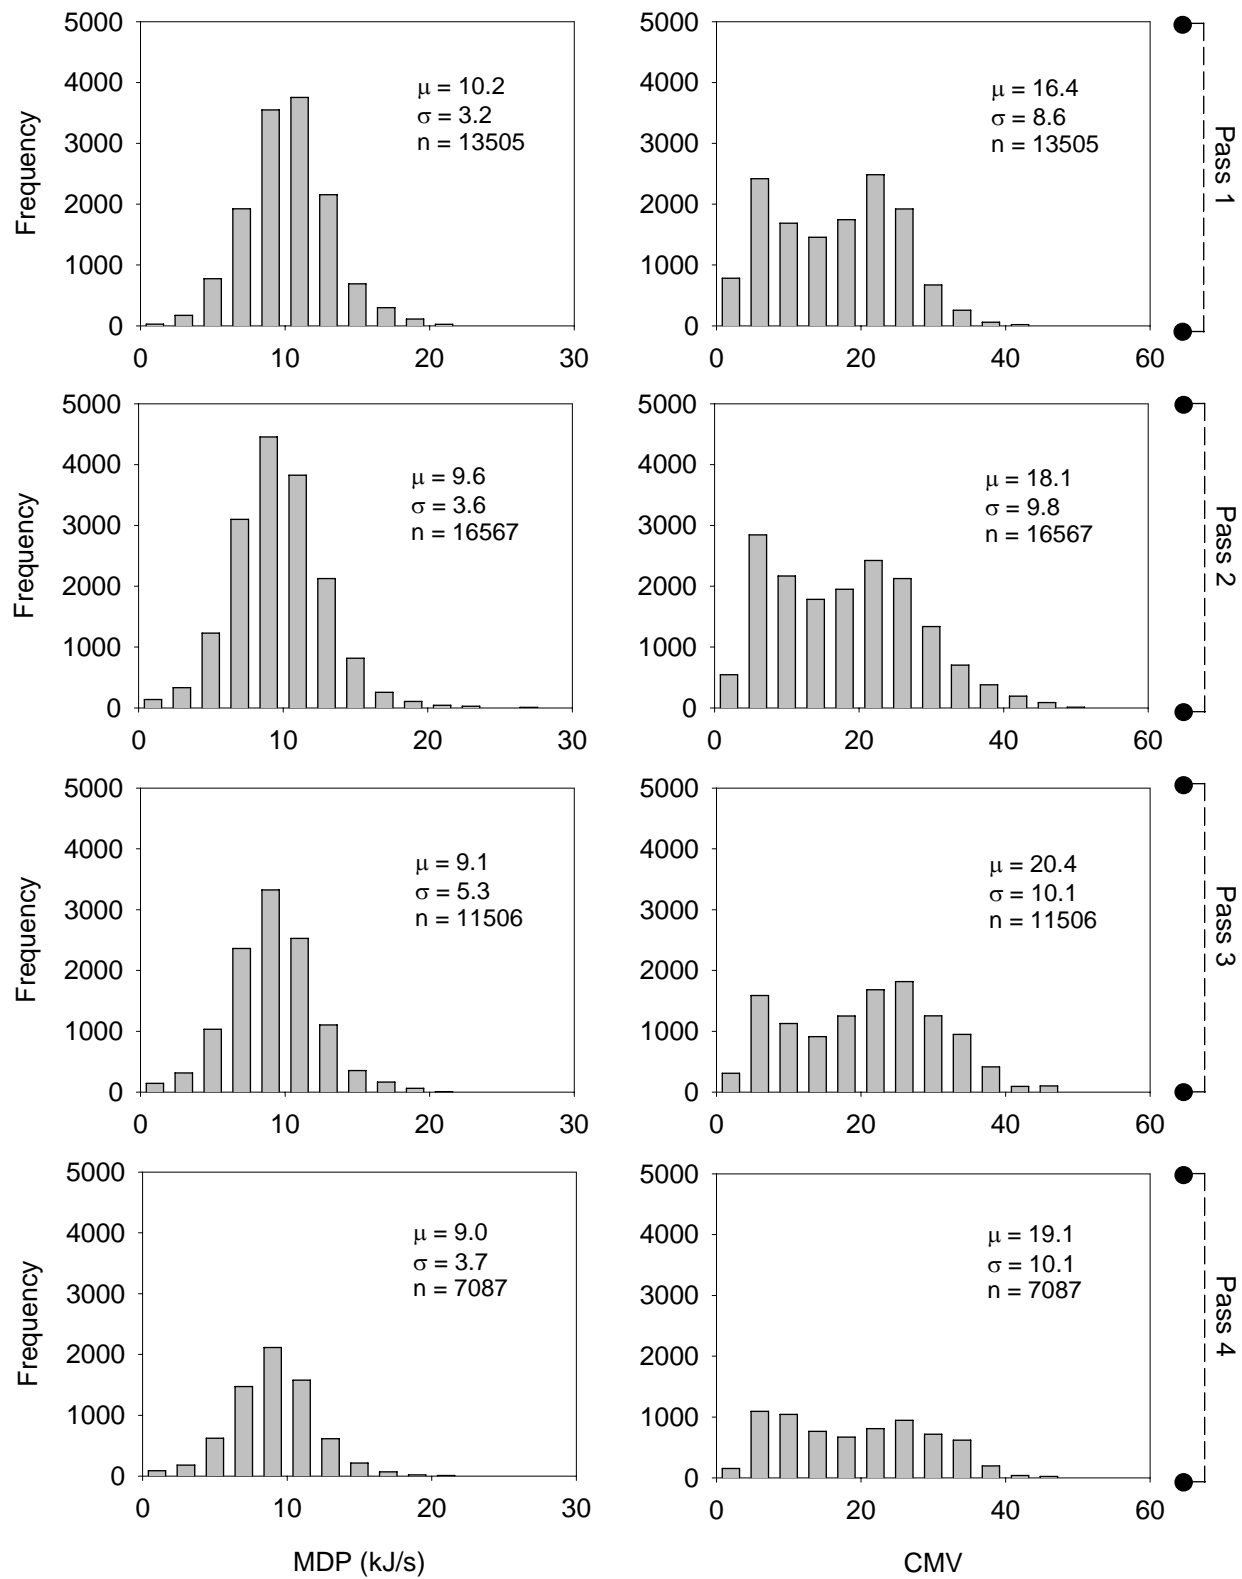 5000
4000
3000
2000
1000
0
Frequency
0 10 20 30
μ = 10.2
σ = 3.2
n = 13505
5000
4000
3000
2000
1000
0
0 20 40 60
μ = 16.4
σ = 8.6
n = 13505
Pass 1
5000
4000
3000
2000
1000
0
Frequency
0 10 20 30
μ = 9.6
σ = 3.6
n = 16567
5000
4000
3000
2000
1000
0
0 20 40 60
μ = 18.1
σ = 9.8
n = 16567
Pass 2
5000
4000
3000
2000
1000
0
Frequency
0 10 20 30
μ = 9.1
σ = 5.3
n = 11506
5000
4000
3000
2000
1000
0
0 20 40 60
μ = 20.4
σ = 10.1
n = 11506
Pass 3
5000
4000
3000
2000
1000
0
Frequency
0 10 20 30
μ = 9.0
σ = 3.7
n = 7087
MDP (kJ/s)
5000
4000
3000
2000
1000
0
0 20 40 60
μ = 19.1
σ = 10.1
n = 7087
CMV
Pass 4